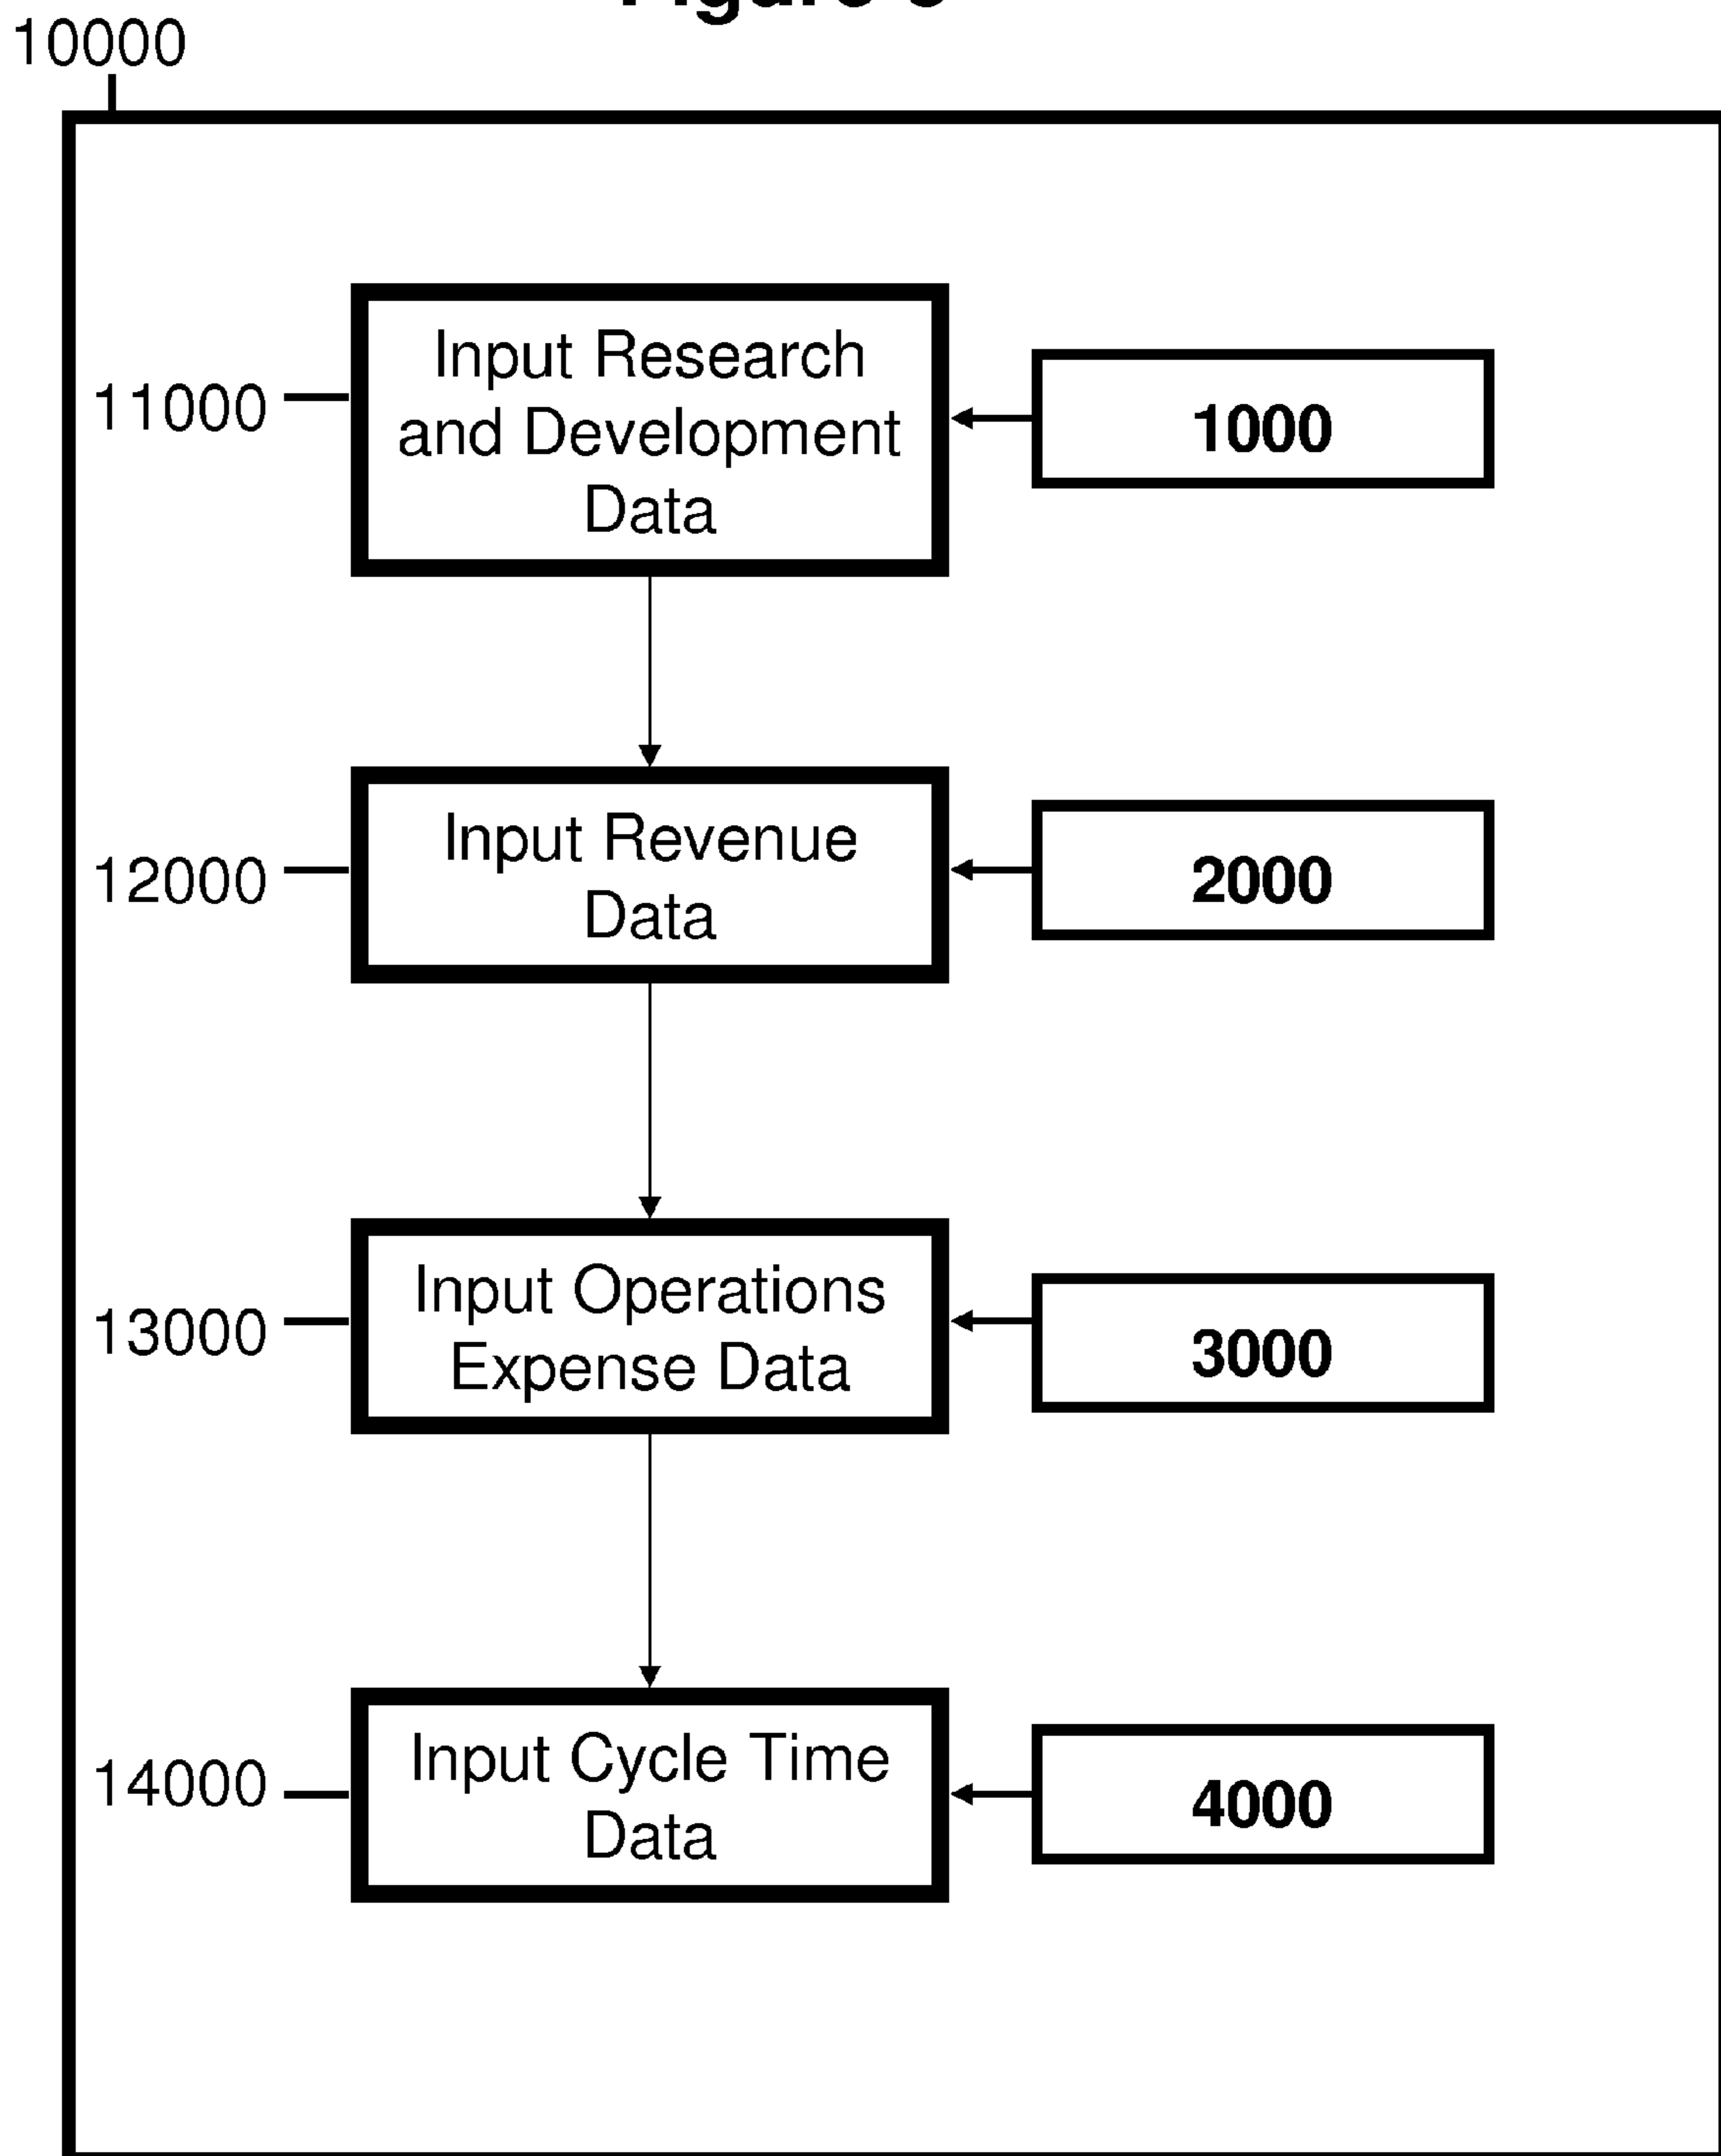 10000
Input Research
and Development
Data
11000
1000
Input Revenue
Data
12000
2000
Input Operations
Expense Data
13000
3000
Input Cycle Time
Data
14000
4000